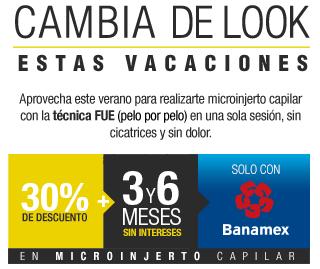 CAMBIA DE LOOK
ESTAS VACACIONES
Aprovecha este verano para realizarte microinjerto capilar
con la técnica FUE (pelo por pelo) en una sola sesión, sin
cicatrices y sin dolor.
30%
DE DESCUENTO
+
3 Y 6
MESES
SIN INTERESES
SOLO CON
Banamex
EN MICROINJERTO CAPILAR